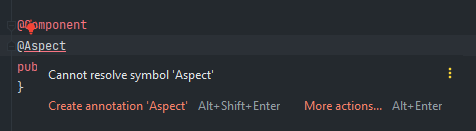 @Component
@Aspect
pub
Cannot resolve symbol 'Aspect'
}
Create annotation 'Aspect' Alt+Shift+Enter More actions... Alt+Enter